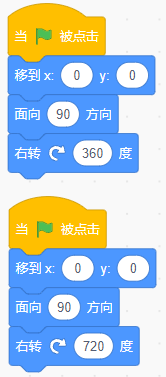 当 被点击
移到 x: 0 y: 0
面向 90 方向
右转 360 度
当 被点击
移到 x: 0 y: 0
面向 90 方向
右转 720 度